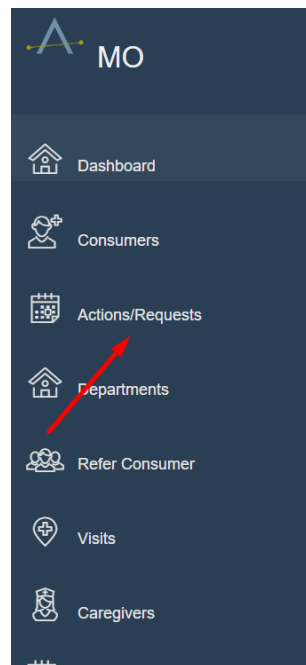 MO
Dashboard
Consumers
Actions/Requests
Departments
Refer Consumer
Visits
Caregivers